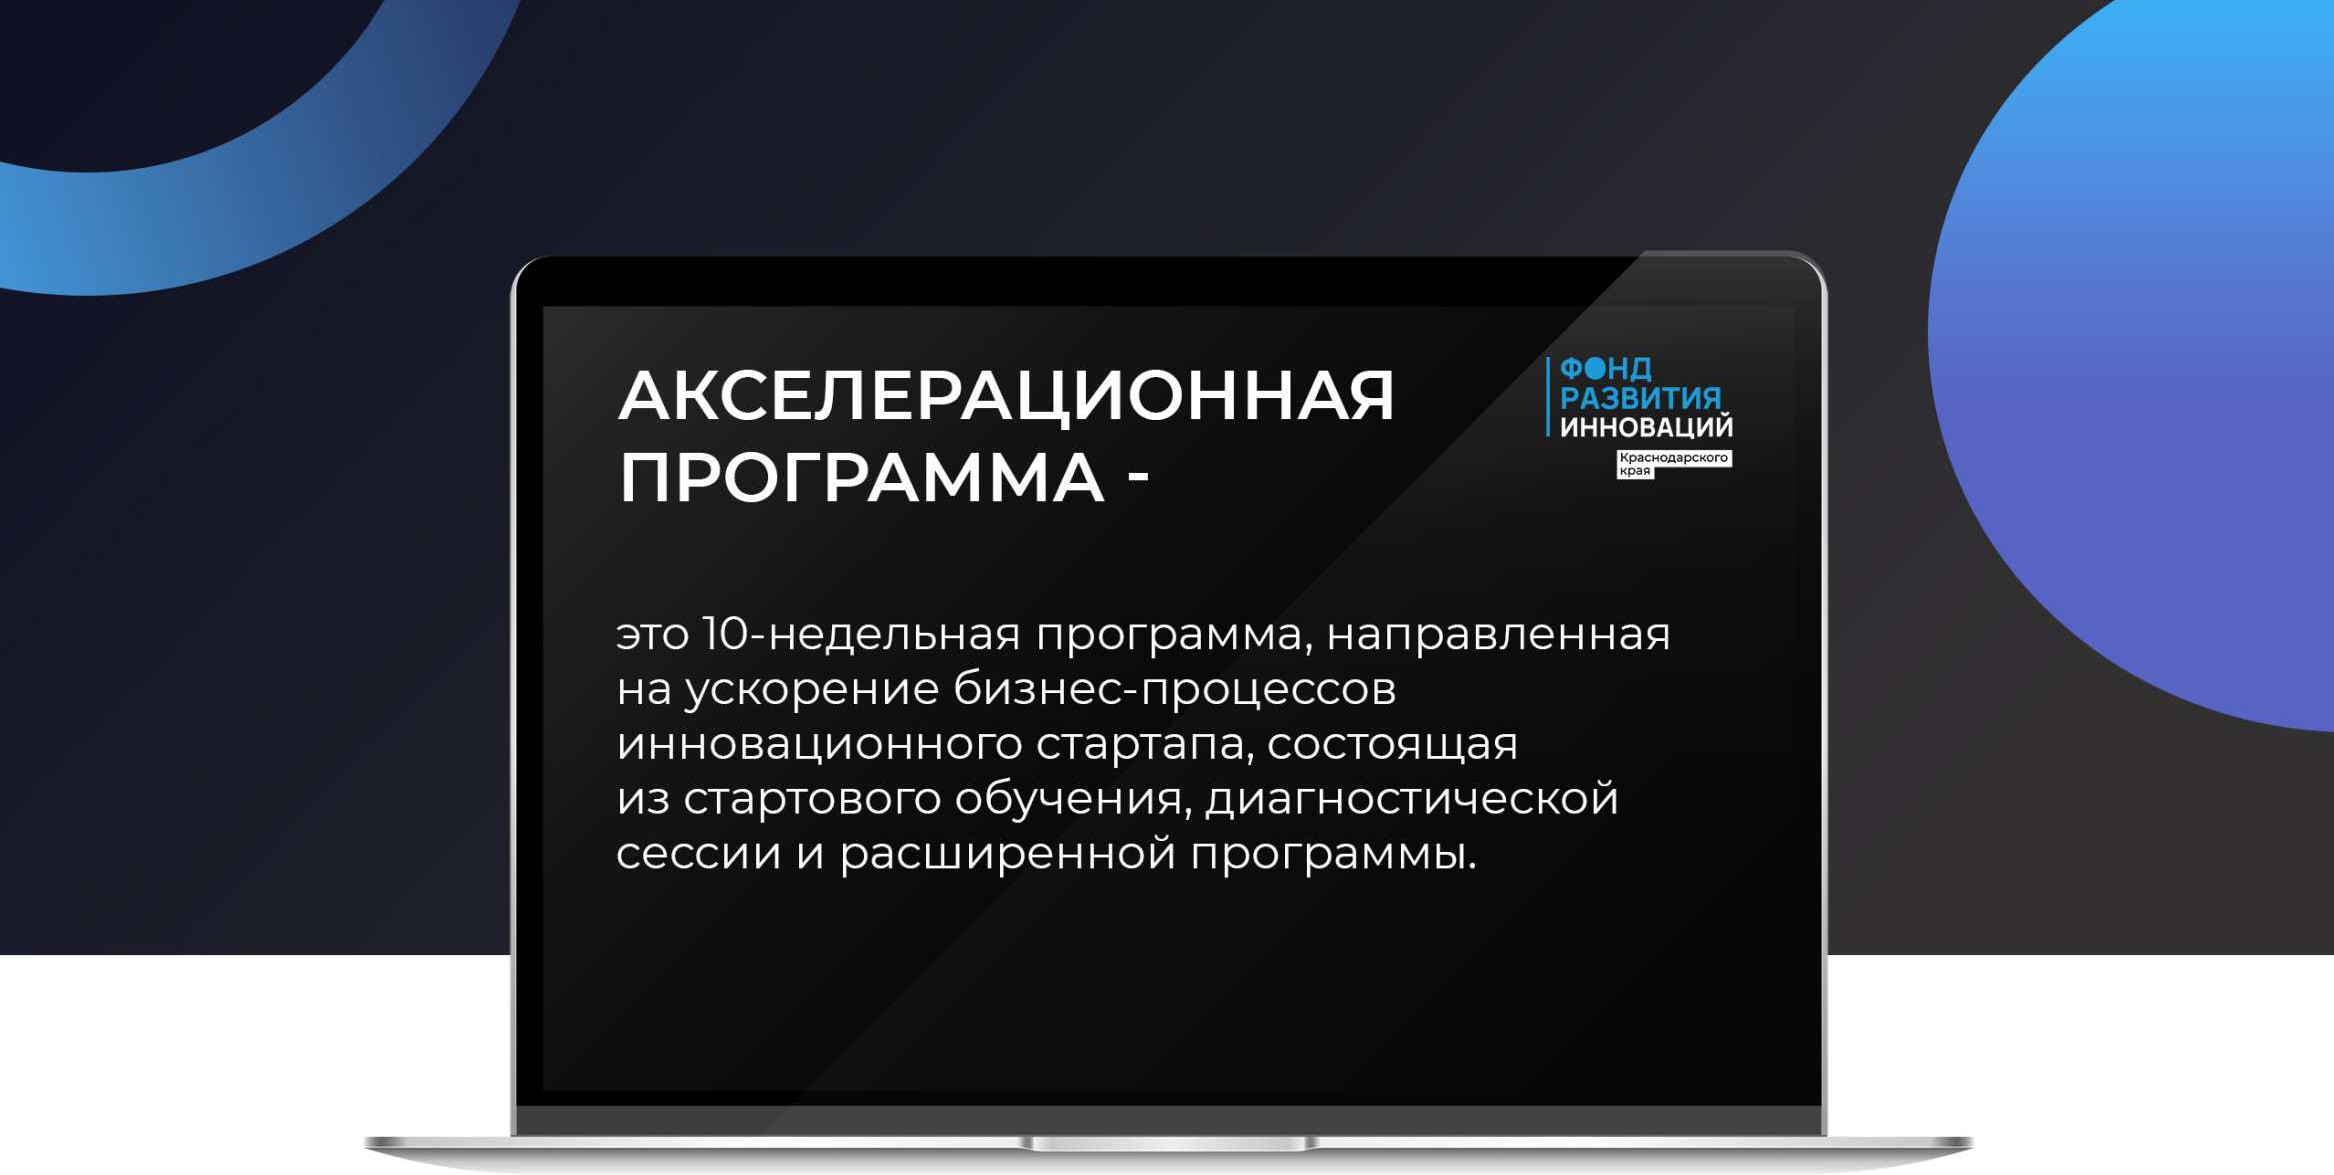 АКСЕЛЕРАЦИОННАЯ
ПРОГРАММА -
ФОНД
РАЗВИТИЯ
ИННОВАЦИЙ
Краснодарского
края
это 10-недельная программа, направленная
на ускорение бизнес-процессов
инновационного стартапа, состоящая
из стартового обучения, диагностической
сессии и расширенной программы.